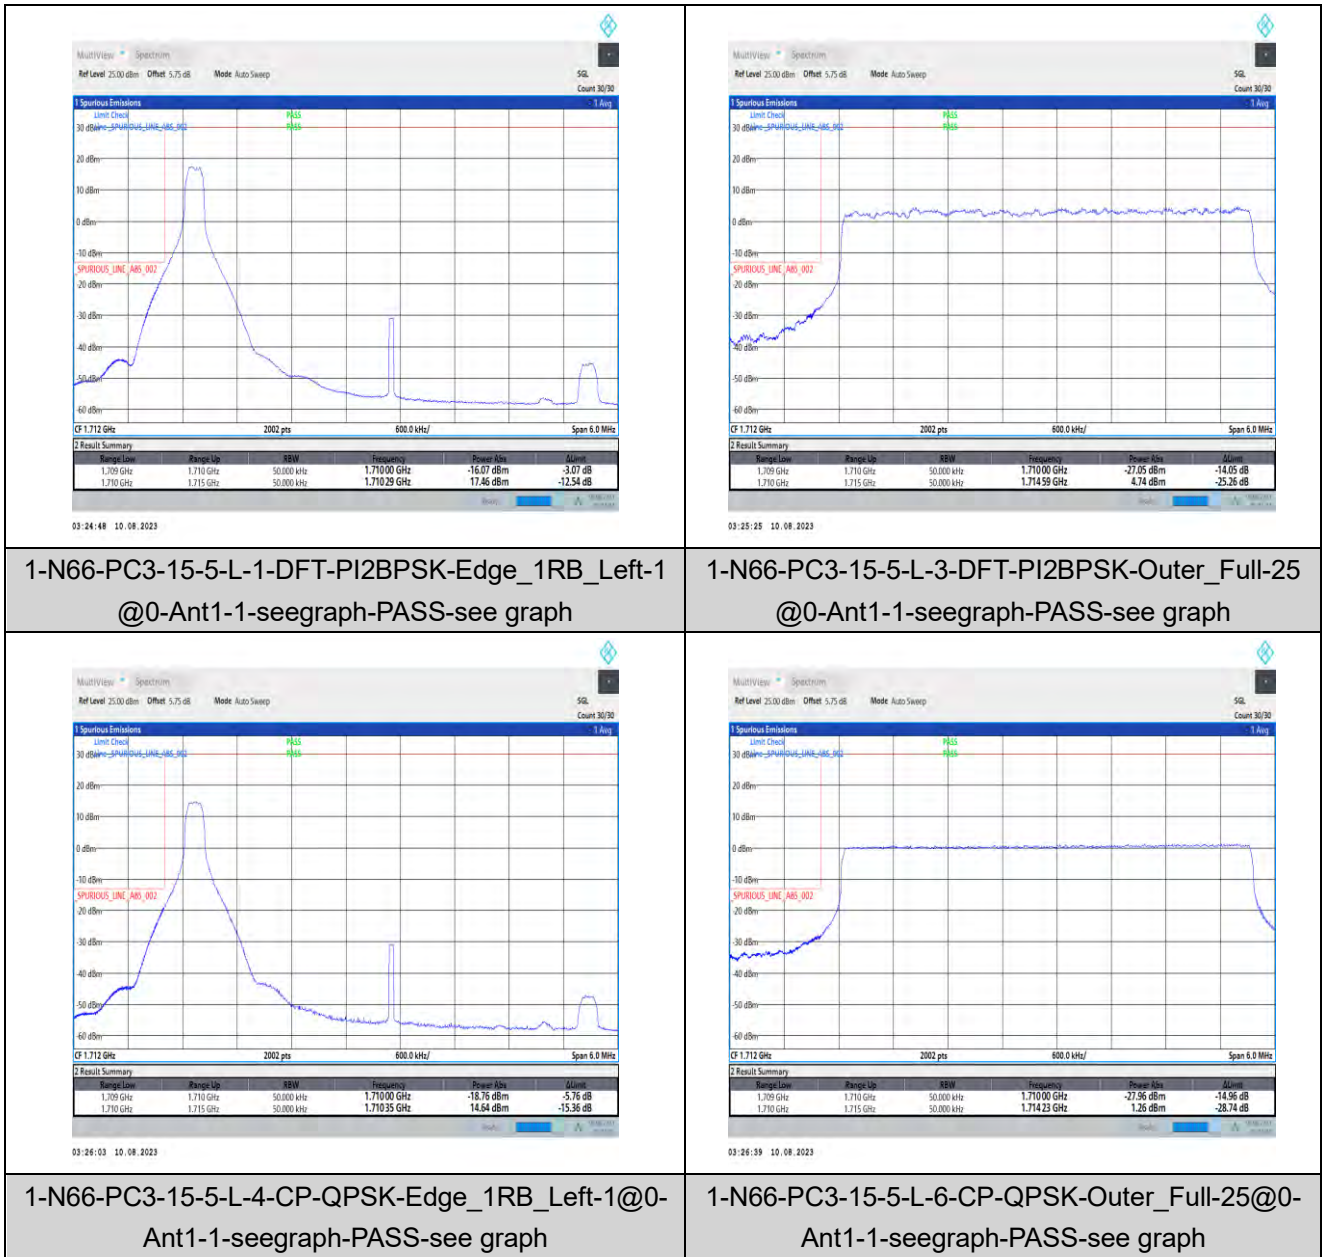 MultiView Spectrum
Ref Level 25.00 dBm Offset 5.75 dB Mode Auto Sweep SGL
Count 30/30
1 Spurious Emissions 1 Avg
Limit Check PASS
30 dBm Line _SPURIOUS_LINE_ABS_002 PASS
20 dBm
10 dBm
0 dBm
-10 dBm
_SPURIOUS_LINE_ABS_002
-20 dBm
-30 dBm
-40 dBm
-50 dBm
-60 dBm
CF 1.712 GHz 2002 pts 600.0 kHz/ Span 6.0 MHz
2 Result Summary
Range Low Range Up RBW Frequency Power Abs ΔLimit
1.709 GHz 1.710 GHz 50.000 kHz 1.71000 GHz -16.07 dBm -3.07 dB
1.710 GHz 1.715 GHz 50.000 kHz 1.71029 GHz 17.46 dBm -12.54 dB
03:24:48 10.08.2023
1-N66-PC3-15-5-L-1-DFT-PI2BPSK-Edge_1RB_Left-1
@0-Ant1-1-seegraph-PASS-see graph
MultiView Spectrum
Ref Level 25.00 dBm Offset 5.75 dB Mode Auto Sweep SGL
Count 30/30
1 Spurious Emissions 1 Avg
Limit Check PASS
30 dBm Line _SPURIOUS_LINE_ABS_002 PASS
20 dBm
10 dBm
0 dBm
-10 dBm
_SPURIOUS_LINE_ABS_002
-20 dBm
-30 dBm
-40 dBm
-50 dBm
-60 dBm
CF 1.712 GHz 2002 pts 600.0 kHz/ Span 6.0 MHz
2 Result Summary
Range Low Range Up RBW Frequency Power Abs ΔLimit
1.709 GHz 1.710 GHz 50.000 kHz 1.71000 GHz -27.05 dBm -14.05 dB
1.710 GHz 1.715 GHz 50.000 kHz 1.71459 GHz 4.74 dBm -25.26 dB
03:25:25 10.08.2023
1-N66-PC3-15-5-L-3-DFT-PI2BPSK-Outer_Full-25
@0-Ant1-1-seegraph-PASS-see graph
MultiView Spectrum
Ref Level 25.00 dBm Offset 5.75 dB Mode Auto Sweep SGL
Count 30/30
1 Spurious Emissions 1 Avg
Limit Check PASS
30 dBm Line _SPURIOUS_LINE_ABS_002 PASS
20 dBm
10 dBm
0 dBm
-10 dBm
_SPURIOUS_LINE_ABS_002
-20 dBm
-30 dBm
-40 dBm
-50 dBm
-60 dBm
CF 1.712 GHz 2002 pts 600.0 kHz/ Span 6.0 MHz
2 Result Summary
Range Low Range Up RBW Frequency Power Abs ΔLimit
1.709 GHz 1.710 GHz 50.000 kHz 1.71000 GHz -18.76 dBm -5.76 dB
1.710 GHz 1.715 GHz 50.000 kHz 1.71035 GHz 14.64 dBm -15.36 dB
03:26:03 10.08.2023
1-N66-PC3-15-5-L-4-CP-QPSK-Edge_1RB_Left-1@0-
Ant1-1-seegraph-PASS-see graph
MultiView Spectrum
Ref Level 25.00 dBm Offset 5.75 dB Mode Auto Sweep SGL
Count 30/30
1 Spurious Emissions 1 Avg
Limit Check PASS
30 dBm Line _SPURIOUS_LINE_ABS_002 PASS
20 dBm
10 dBm
0 dBm
-10 dBm
_SPURIOUS_LINE_ABS_002
-20 dBm
-30 dBm
-40 dBm
-50 dBm
-60 dBm
CF 1.712 GHz 2002 pts 600.0 kHz/ Span 6.0 MHz
2 Result Summary
Range Low Range Up RBW Frequency Power Abs ΔLimit
1.709 GHz 1.710 GHz 50.000 kHz 1.71000 GHz -27.96 dBm -14.96 dB
1.710 GHz 1.715 GHz 50.000 kHz 1.71423 GHz 1.26 dBm -28.74 dB
03:26:39 10.08.2023
1-N66-PC3-15-5-L-6-CP-QPSK-Outer_Full-25@0-
Ant1-1-seegraph-PASS-see graph